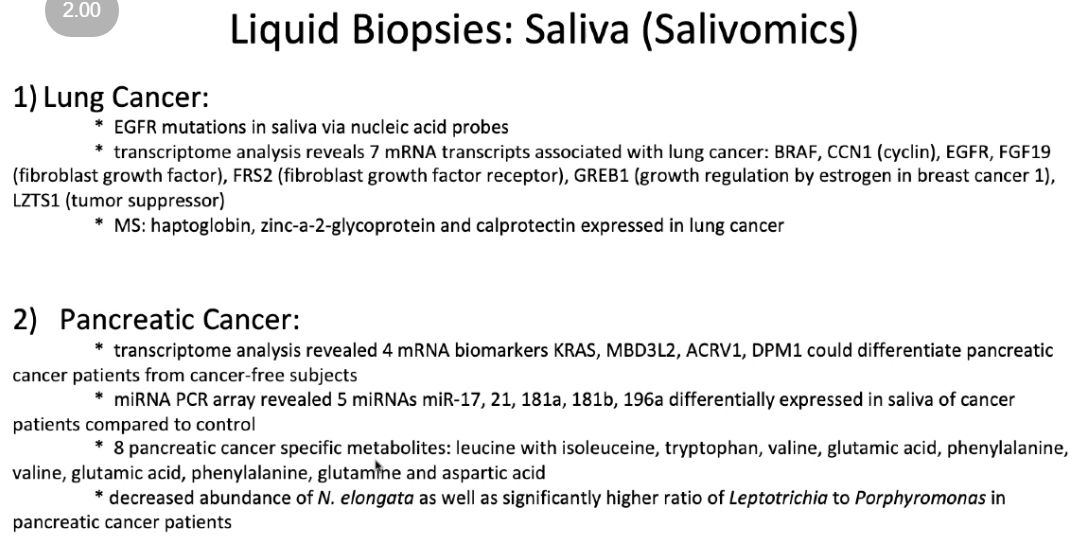 2.00
Liquid Biopsies: Saliva (Salivomics)
1) Lung Cancer:
* EGFR mutations in saliva via nucleic acid probes
* transcriptome analysis reveals 7 mRNA transcripts associated with lung cancer: BRAF, CCN1 (cyclin), EGFR, FGF19
(fibroblast growth factor), FRS2 (fibroblast growth factor receptor), GREB1 (growth regulation by estrogen in breast cancer 1),
LZTS1 (tumor suppressor)
* MS: haptoglobin, zinc-a-2-glycoprotein and calprotectin expressed in lung cancer
2) Pancreatic Cancer:
* transcriptome analysis revealed 4 mRNA biomarkers KRAS, MBD3L2, ACRV1, DPM1 could differentiate pancreatic
cancer patients from cancer-free subjects
* miRNA PCR array revealed 5 miRNAs miR-17, 21, 181a, 181b, 196a differentially expressed in saliva of cancer
patients compared to control
* 8 pancreatic cancer specific metabolites: leucine with isoleuceine, tryptophan, valine, glutamic acid, phenylalanine,
valine, glutamic acid, phenylalanine, glutamine and aspartic acid
* decreased abundance of N. elongata as well as significantly higher ratio of Leptotrichia to Porphyromonas in
pancreatic cancer patients